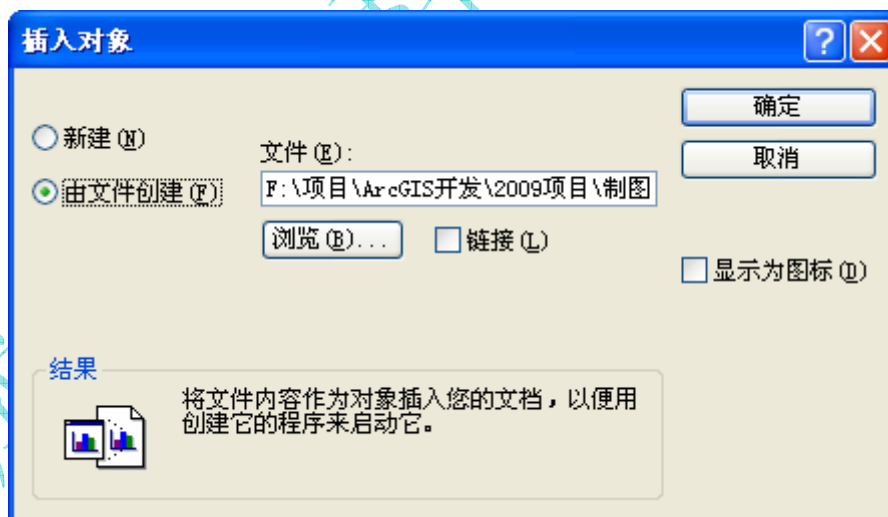 插入对象
新建(N)
由文件创建(F)
文件(E):
F:\项目\ArcGIS开发\2009项目\制图
浏览(B)...
链接(L)
确定
取消
显示为图标(D)
结果
将文件内容作为对象插入您的文档，以便用
创建它的程序来启动它。